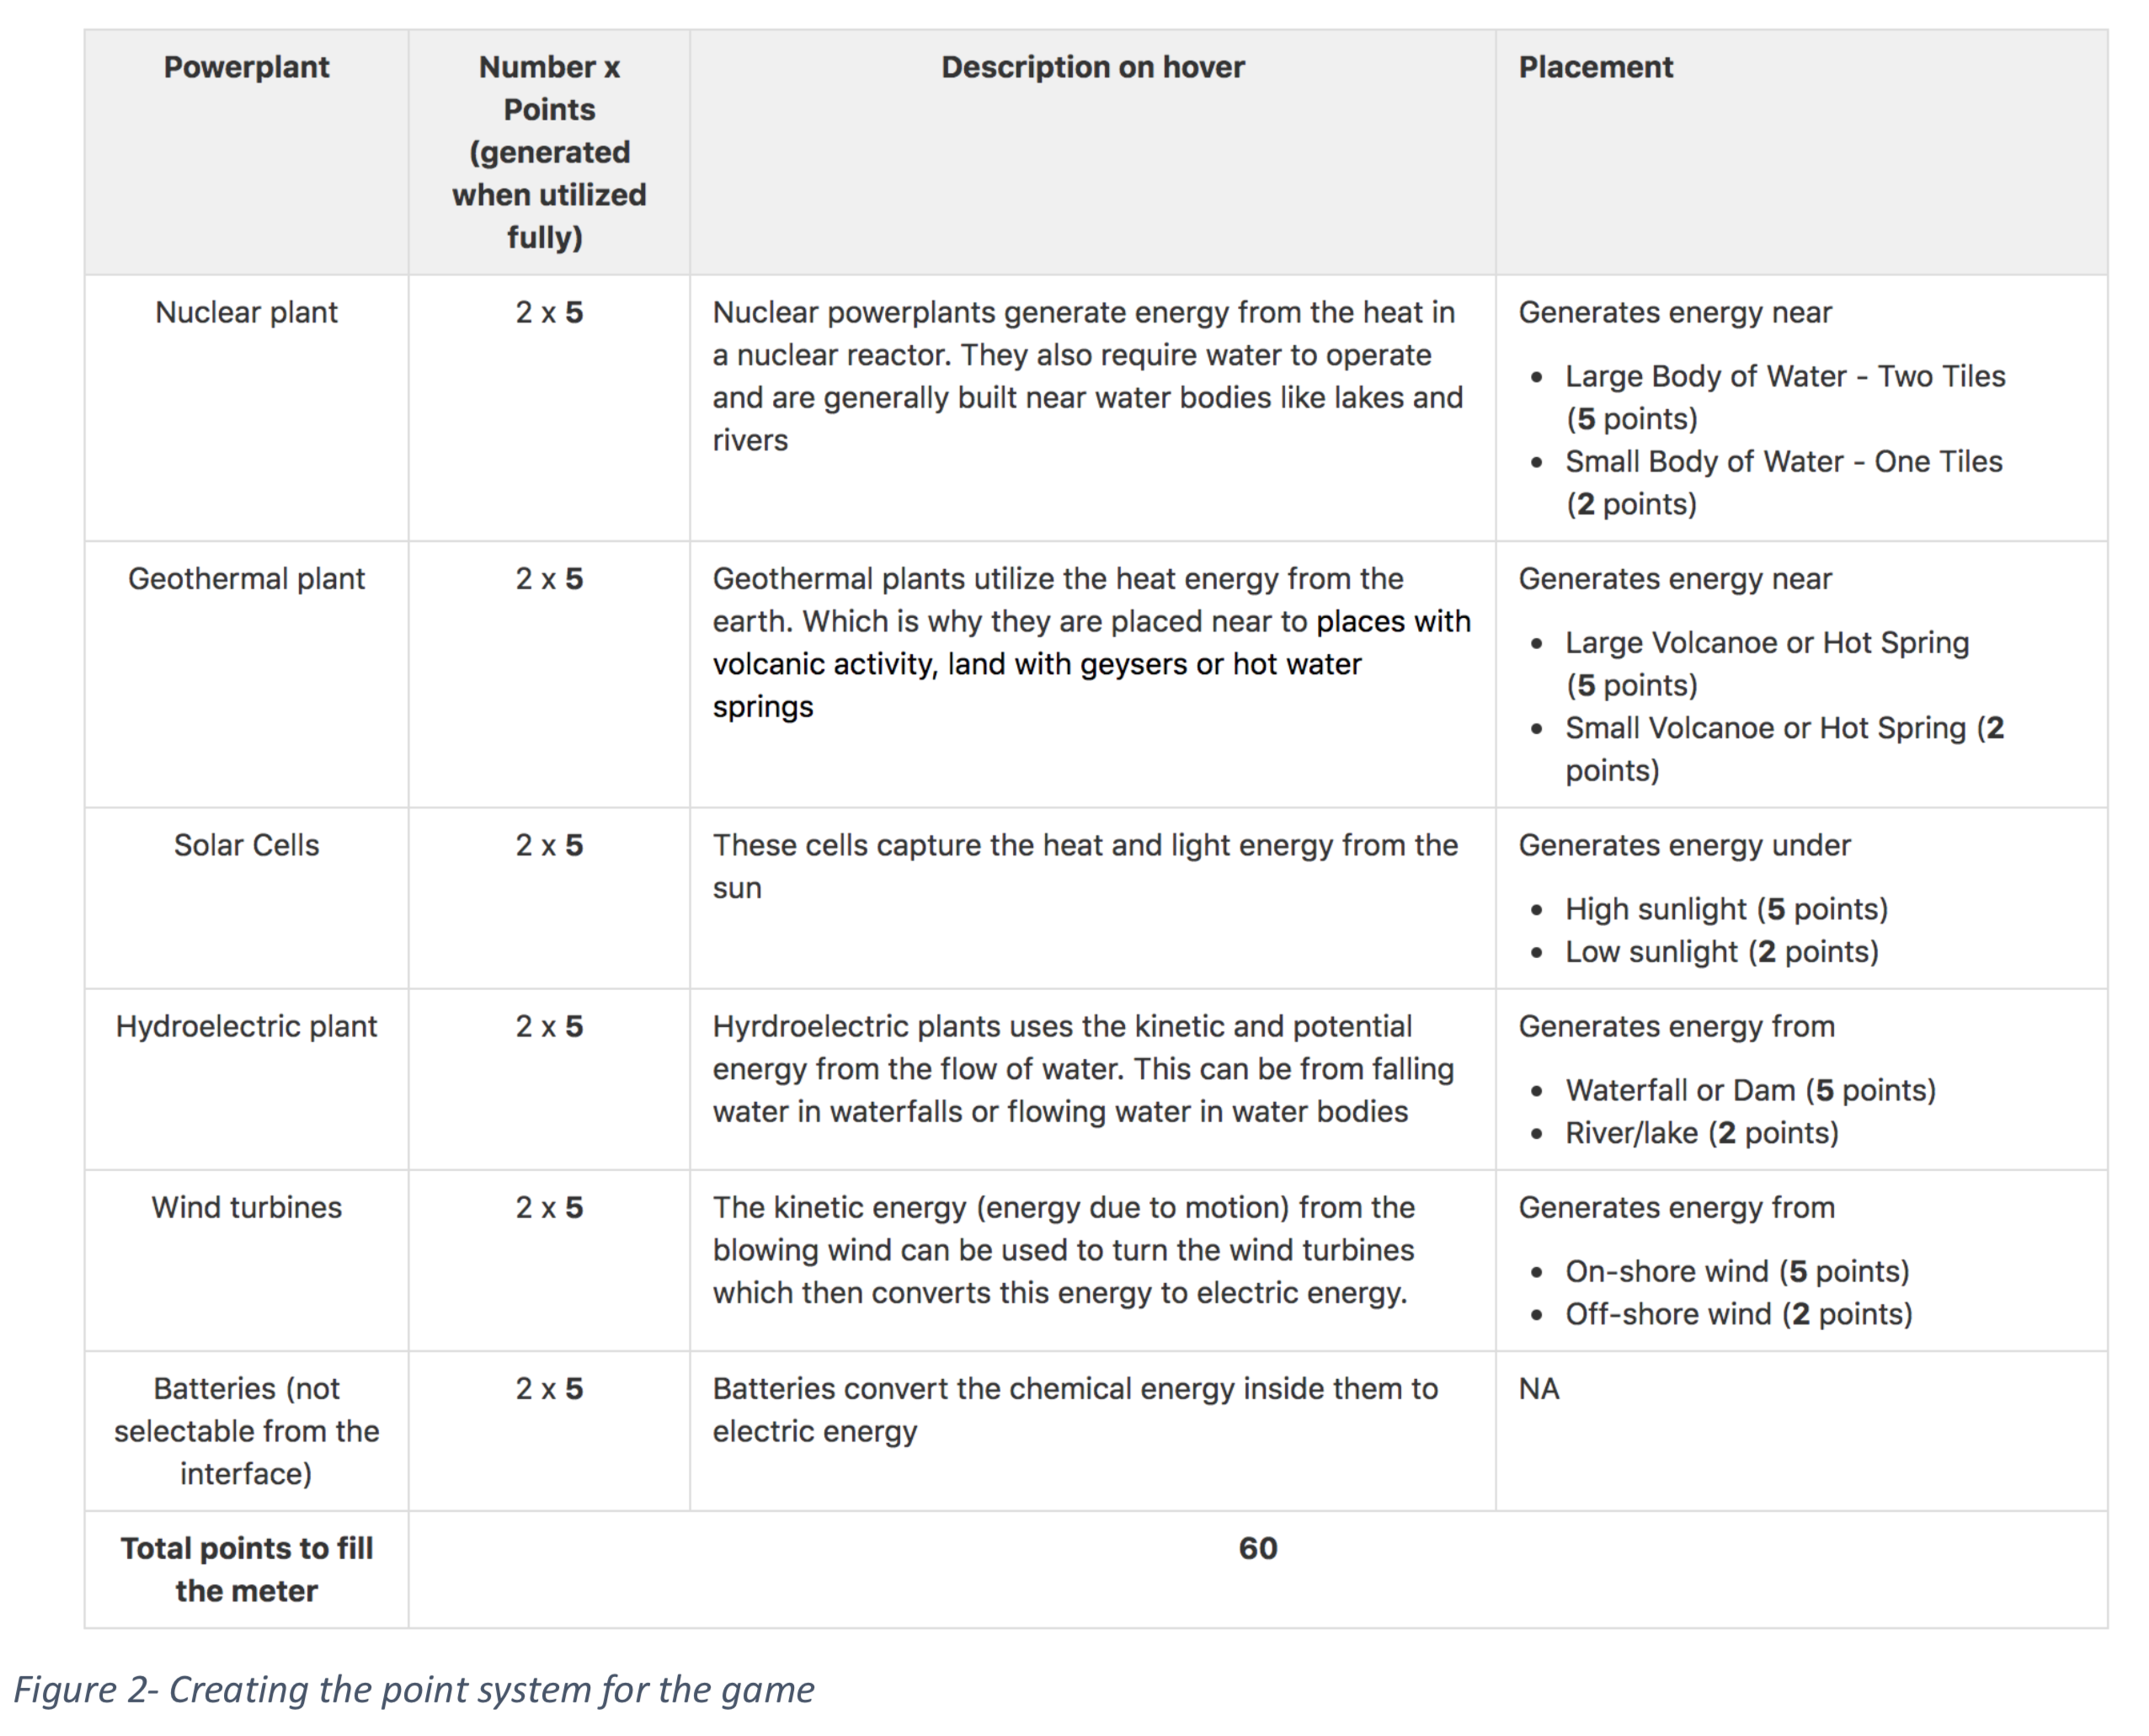 Powerplant
Number x
Points
(generated
when utilized
fully)
Description on hover
Placement
Nuclear plant
2 x 5
Nuclear powerplants generate energy from the heat in
a nuclear reactor. They also require water to operate
and are generally built near water bodies like lakes and
rivers
Generates energy near
• Large Body of Water - Two Tiles
(5 points)
• Small Body of Water - One Tiles
(2 points)
Geothermal plant
2 x 5
Geothermal plants utilize the heat energy from the
earth. Which is why they are placed near to places with
volcanic activity, land with geysers or hot water
springs
Generates energy near
• Large Volcanoe or Hot Spring
(5 points)
• Small Volcanoe or Hot Spring (2
points)
Solar Cells
2 x 5
These cells capture the heat and light energy from the
sun
Generates energy under
• High sunlight (5 points)
• Low sunlight (2 points)
Hydroelectric plant
2 x 5
Hyrdroelectric plants uses the kinetic and potential
energy from the flow of water. This can be from falling
water in waterfalls or flowing water in water bodies
Generates energy from
• Waterfall or Dam (5 points)
• River/lake (2 points)
Wind turbines
2 x 5
The kinetic energy (energy due to motion) from the
blowing wind can be used to turn the wind turbines
which then converts this energy to electric energy.
Generates energy from
• On-shore wind (5 points)
• Off-shore wind (2 points)
Batteries (not
selectable from the
interface)
2 x 5
Batteries convert the chemical energy inside them to
electric energy
NA
Total points to fill
the meter
60
Figure 2- Creating the point system for the game